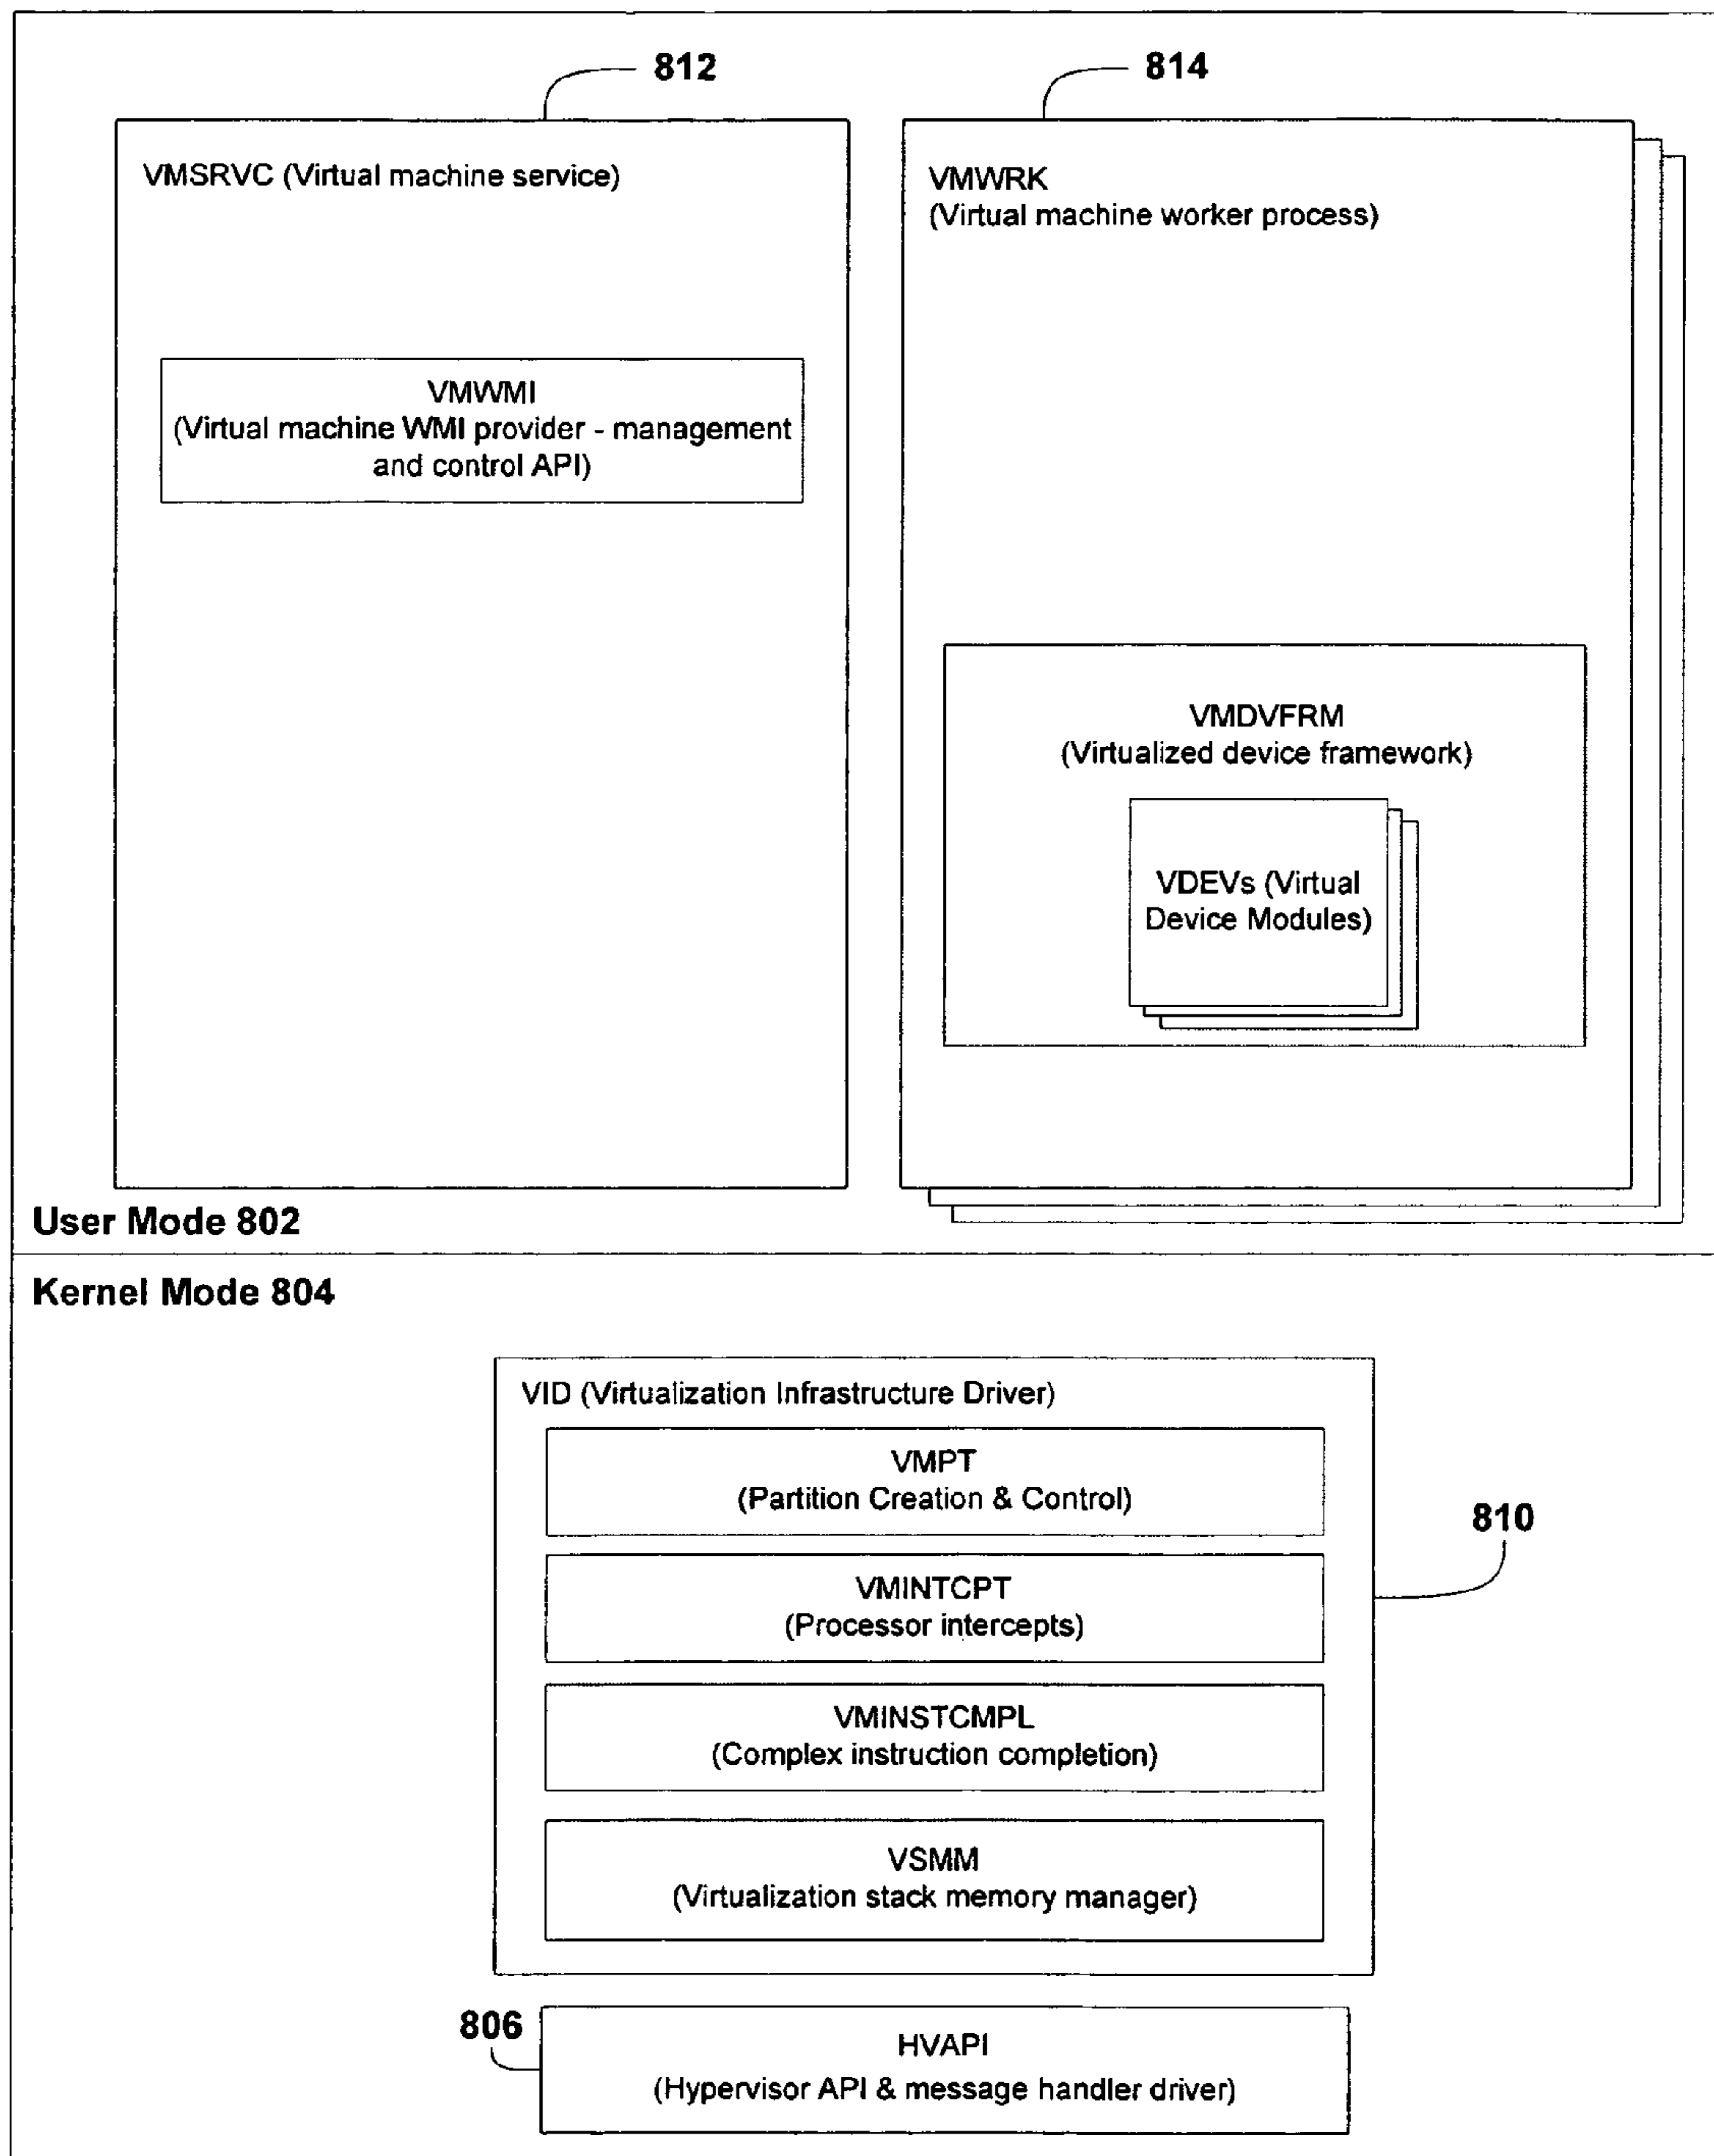 812
814
VMSRVC (Virtual machine service)
VMWMI
(Virtual machine WMI provider - management
and control API)
VMWRK
(Virtual machine worker process)
VMDVFRM
(Virtualized device framework)
VDEVs (Virtual
Device Modules)
User Mode 802
Kernel Mode 804
VID (Virtualization Infrastructure Driver)
VMPT
(Partition Creation & Control)
810
VMINTCPT
(Processor intercepts)
VMINSTCMPL
(Complex instruction completion)
VSMM
(Virtualization stack memory manager)
806
HVAPI
(Hypervisor API & message handler driver)